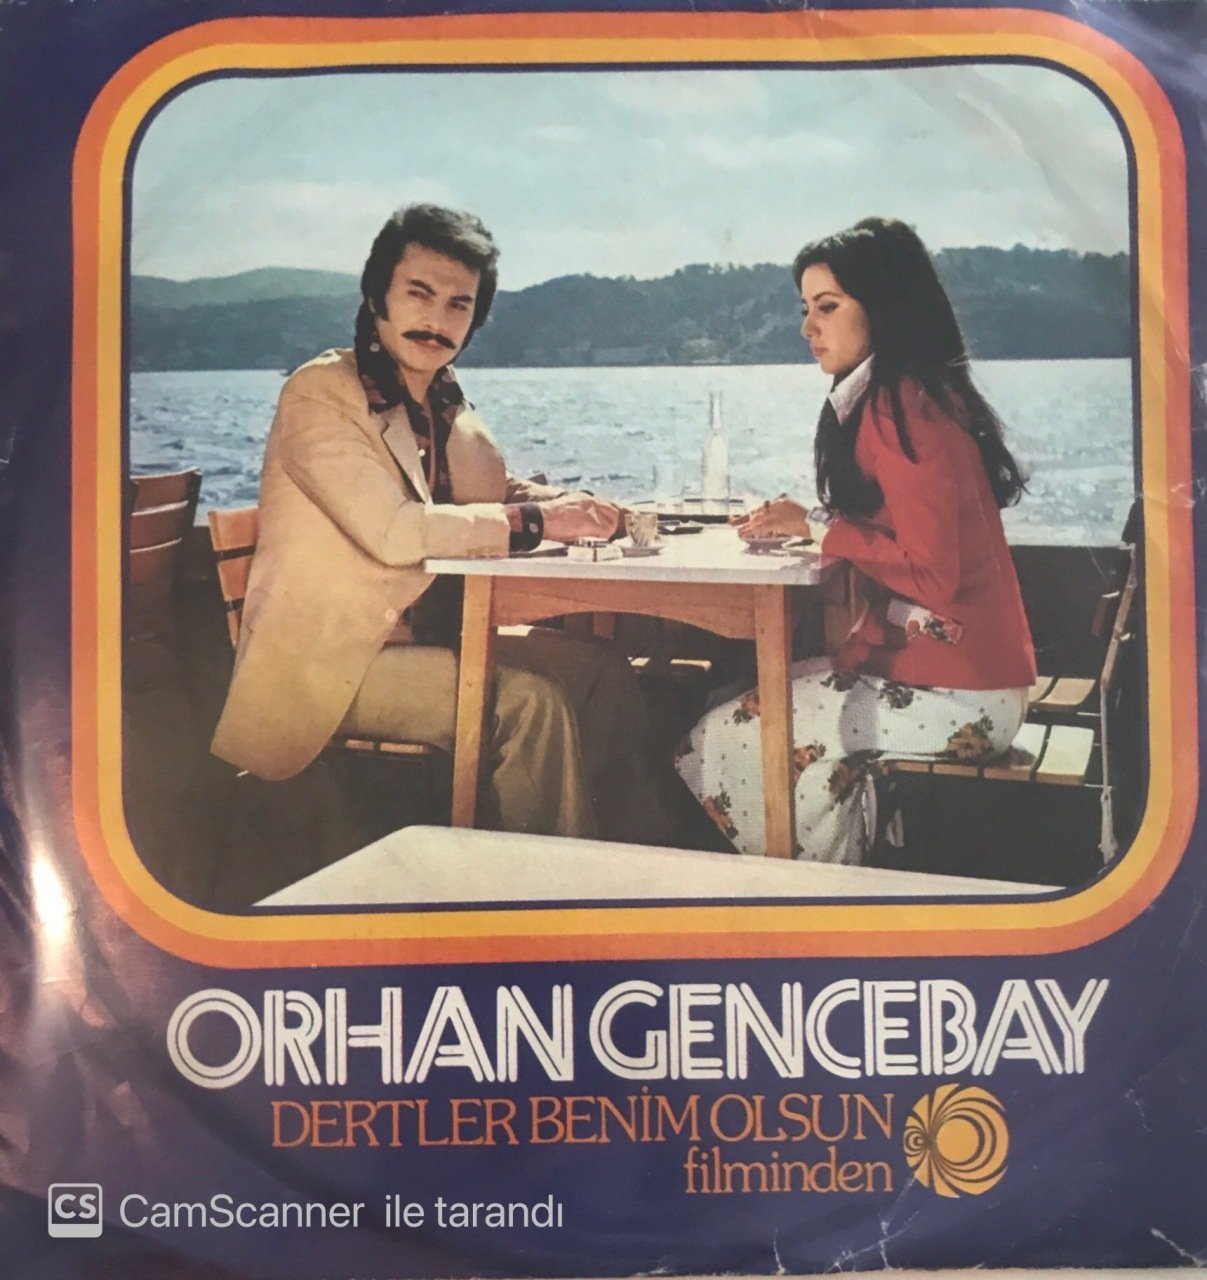 ORHAN GENCEBAY
DERTLER BENİM OLSUN
filminden
CS CamScanner ile tarandı